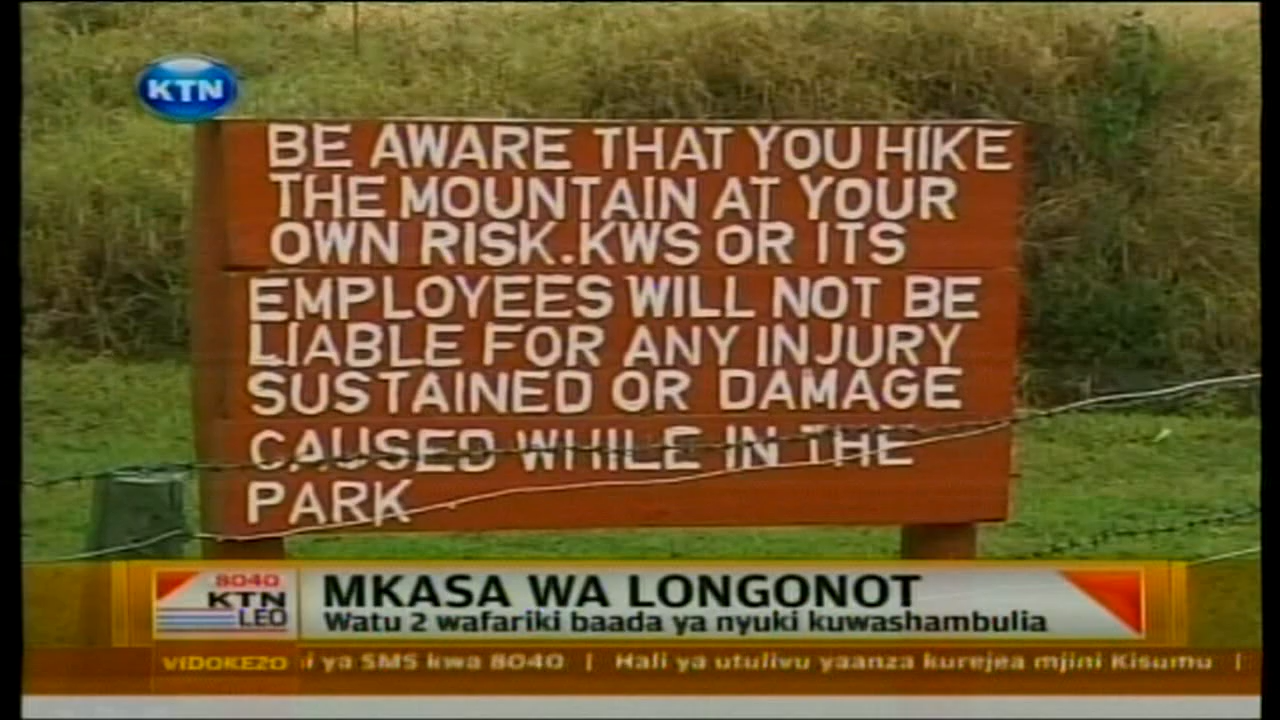 KTN
BE AWARE THAT YOU HIKE
THE MOUNTAIN AT YOUR
OWN RISK.KWS OR ITS
EMPLOYEES WILL NOT BE
LIABLE FOR ANY INJURY
SUSTAINED OR DAMAGE
CAUSED WHILE IN THE
PARK
8040
KTN
LEO
MKASA WA LONGONOT
Watu 2 wafariki baada ya nyuki kuwashambulia
VIDOKEZO
ya SMS kwa 8040 | Hali ya utulivu yaanza kurejea mjini Kisumu |